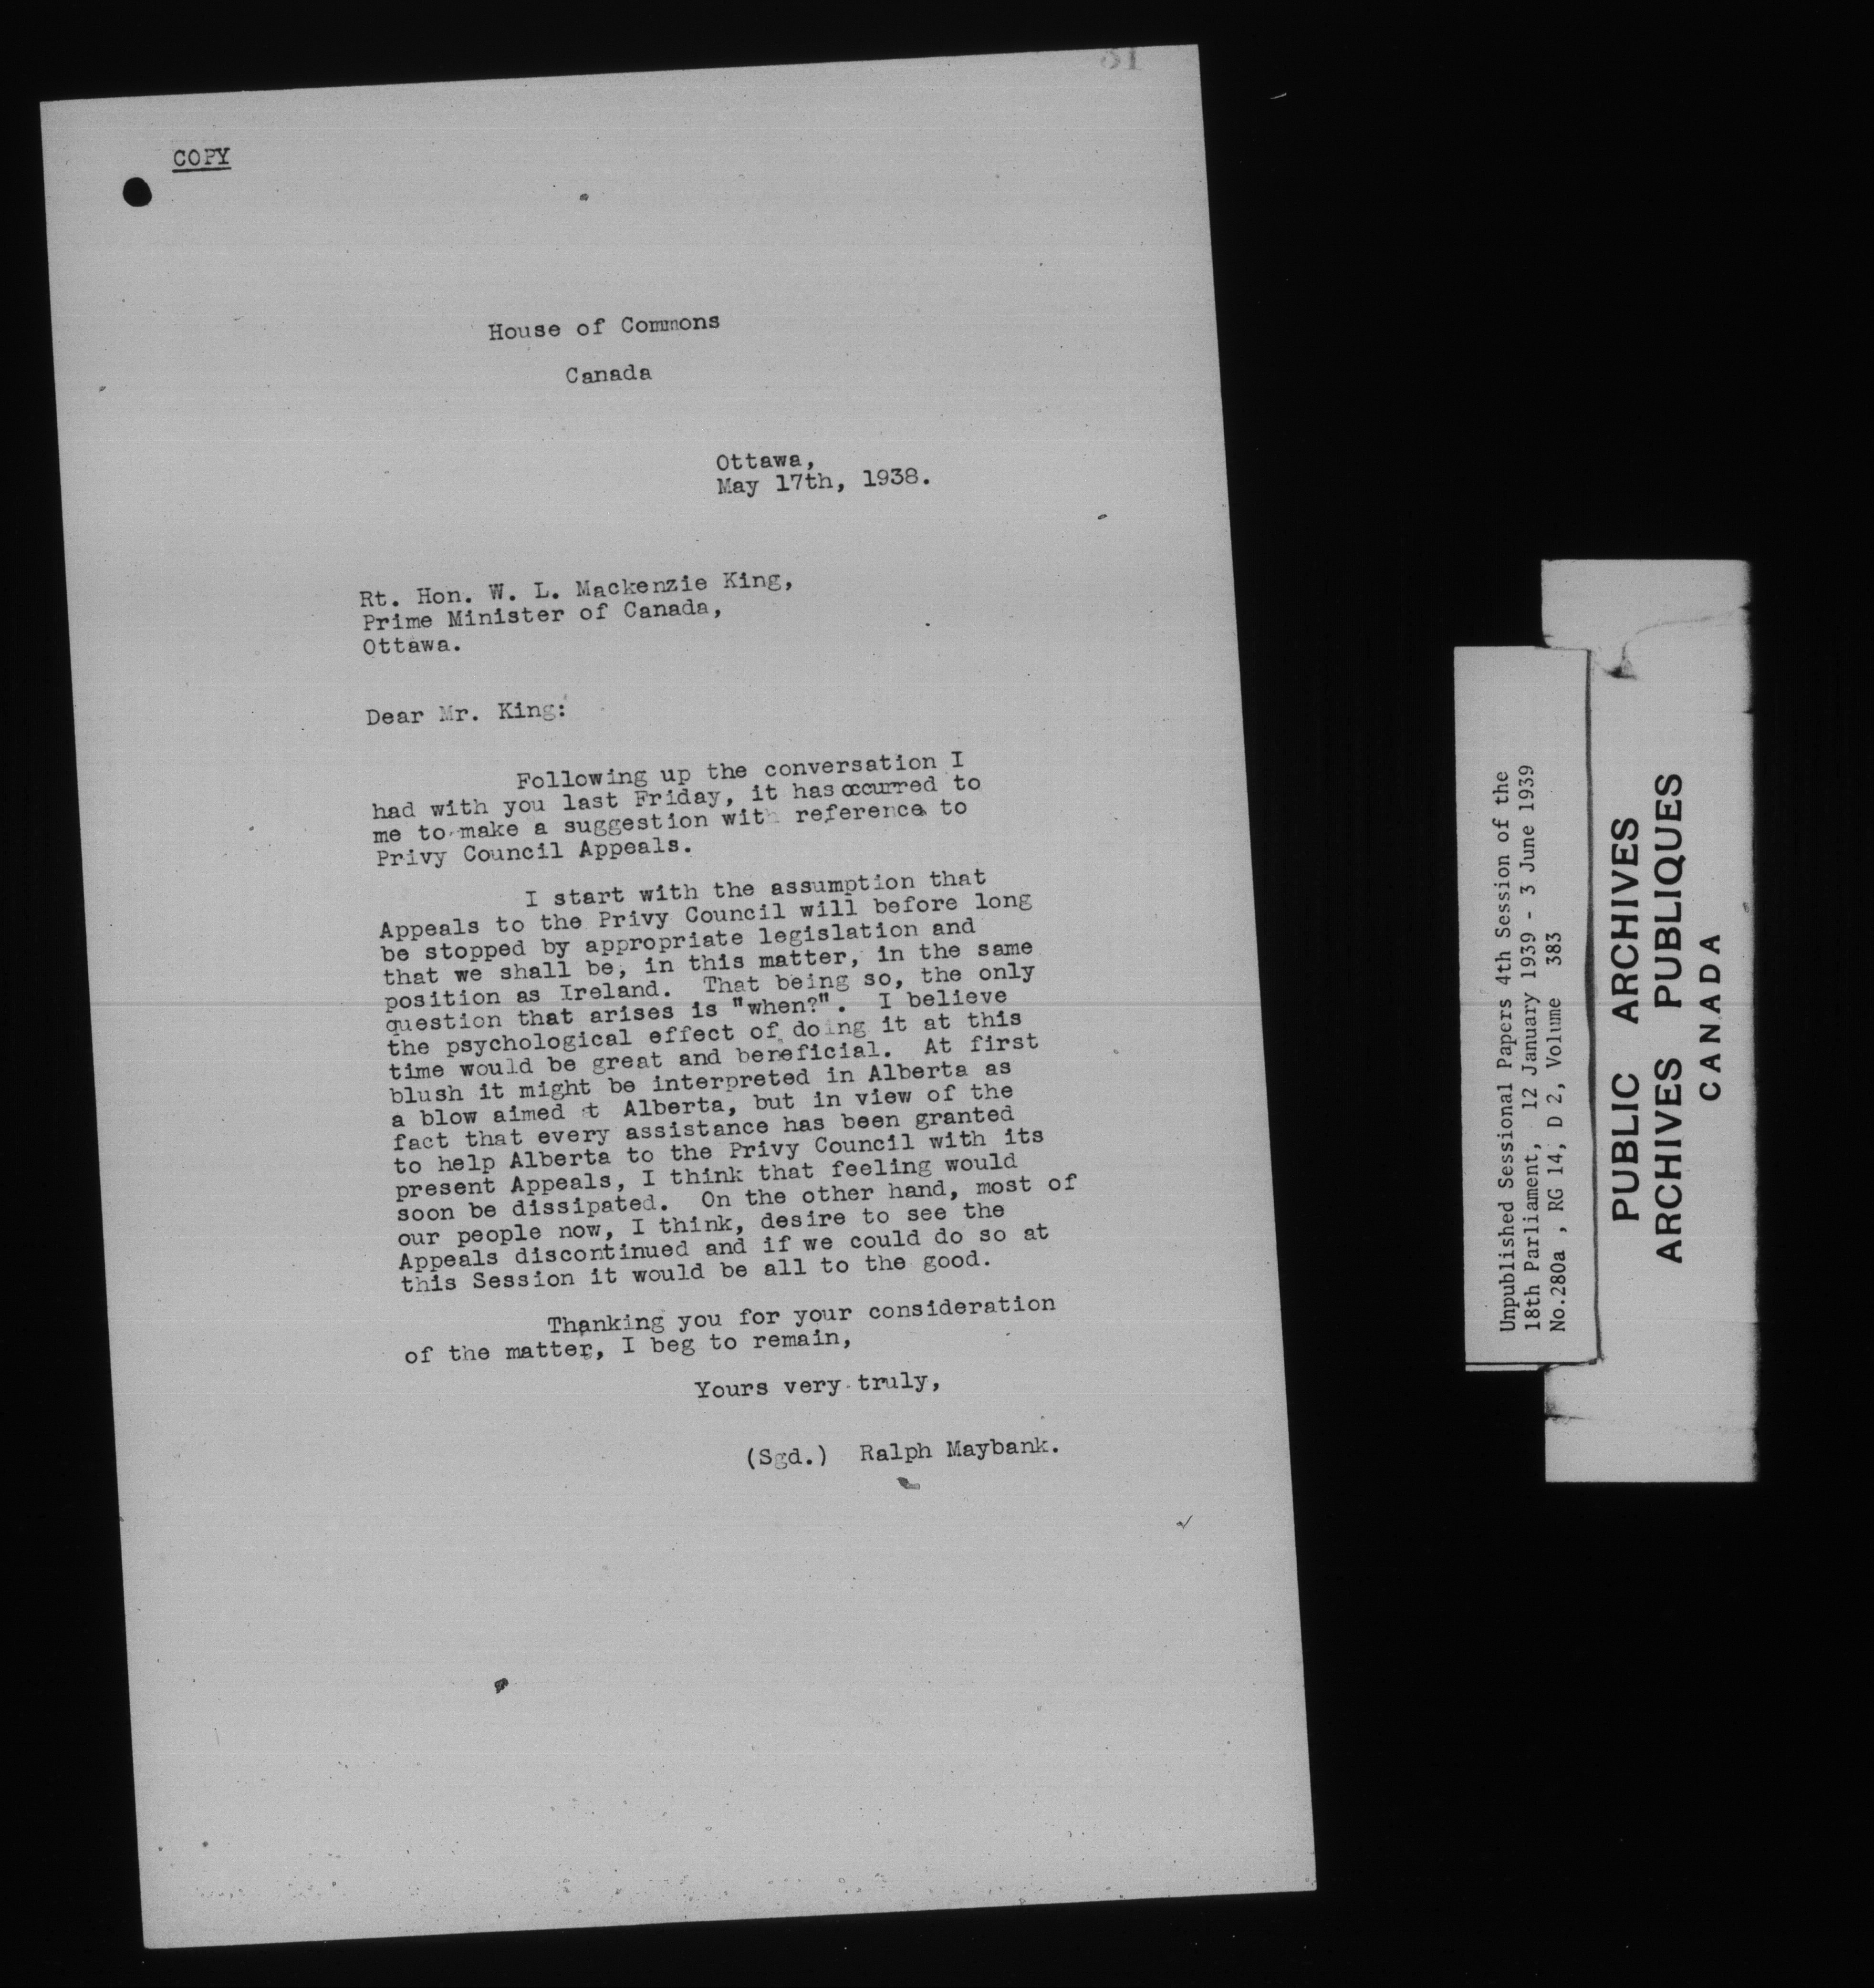 COPY
House of Commons
Canada
Ottawa,
May 17th, 1938.
Rt. Hon. W. L. Mackenzie King,
Prime Minister of Canada,
Ottawa.
Dear Mr. King:
Following up the conversation I
had with you last Friday, it has occurred to
me to make a suggestion with reference to
Privy Council Appeals.
I start with the assumption that
Appeals to the Privy Council will before long
be stopped by appropriate legislation and
that we shall be, in this matter, in the same
position as Ireland. That being so, the only
question that arises is "when?". I believe
the psychological effect of doing it at this
time would be great and beneficial. At first
blush it might be interpreted in Alberta as
a blow aimed at Alberta, but in view of the
fact that every assistance has been granted
to help Alberta to the Privy Council with its
present Appeals, I think that feeling would
soon be dissipated. On the other hand, most of
our people now, I think, desire to see the
Appeals discontinued and if we could do so at
this Session it would be all to the good.
Thanking you for your consideration
of the matter, I beg to remain,
Yours very truly,
(Sgd.) Ralph Maybank.
Unpublished Sessional Papers 4th Session of the
18th Parliament, 12 January 1939 - 3 June 1939
No.280a , RG 14, D 2, Volume 383
PUBLIC ARCHIVES
ARCHIVES PUBLIQUES
CANADA